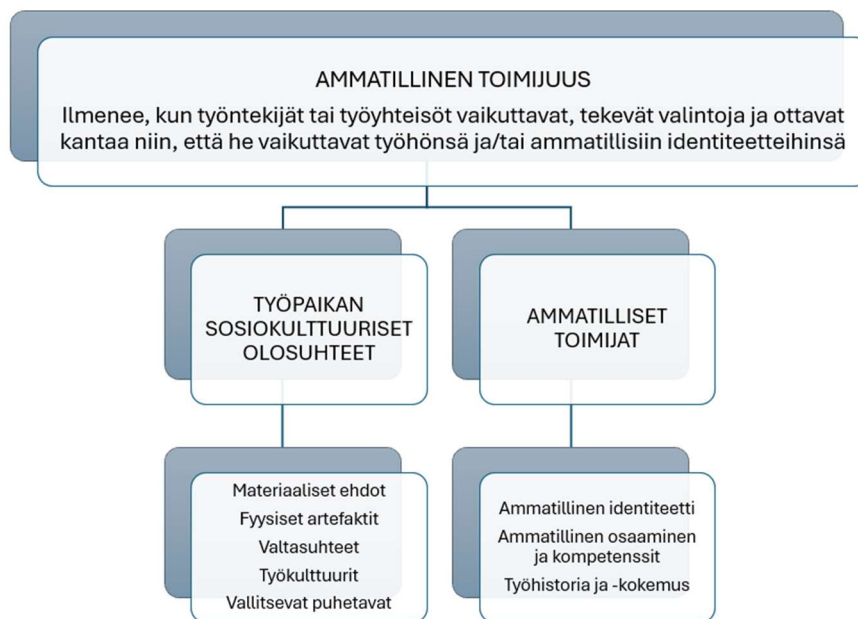 AMMATILLINEN TOIMIJUUS
Ilmenee, kun työntekijät tai työyhteisöt vaikuttavat, tekevät valintoja ja ottavat
kantaa niin, että he vaikuttavat työhönsä ja/tai ammatillisiin identiteetteihinsä
TYÖPAIKAN
SOSIOKULTTUURISET
OLOSUHTEET
AMMATILLISET
TOIMIJAT
Materiaaliset ehdot
Fyysiset artefaktit
Valtasuhteet
Työkulttuurit
Vallitsevat puhetavat
Ammatillinen identiteetti
Ammatillinen osaaminen
ja kompetenssit
Työhistoria ja -kokemus